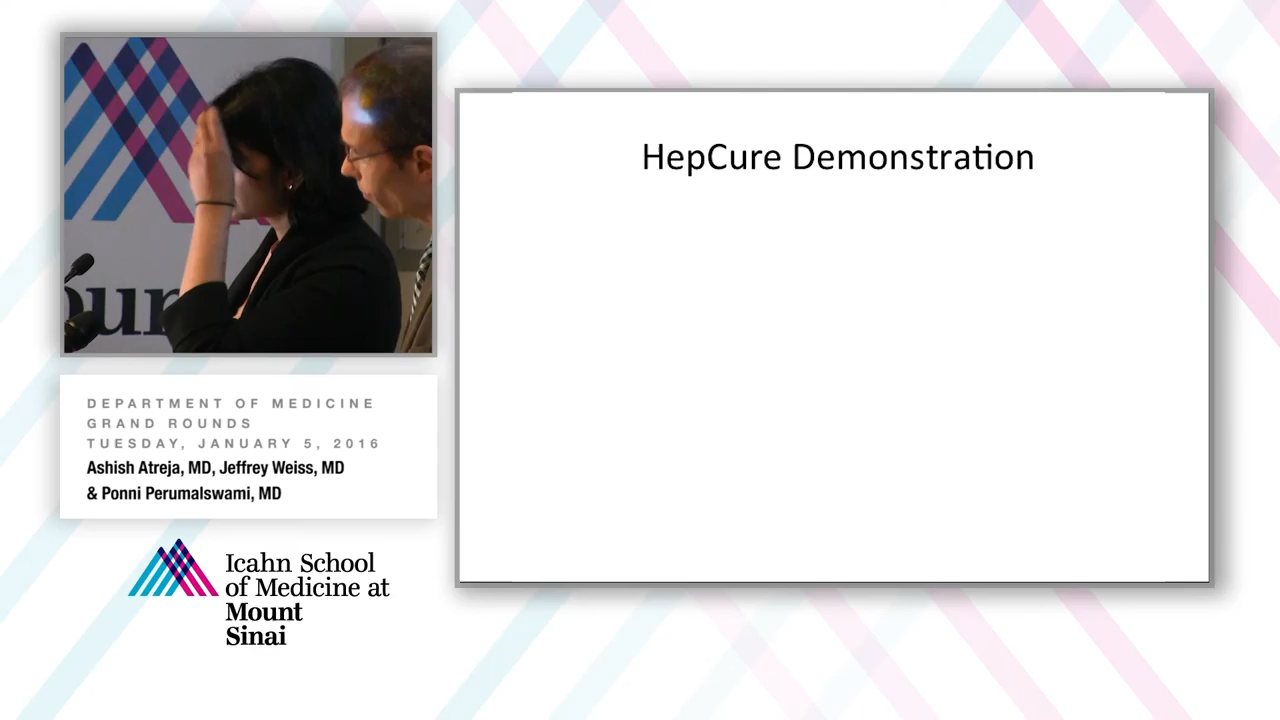 HepCure Demonstration
DEPARTMENT OF MEDICINE
GRAND ROUNDS
TUESDAY, JANUARY 5, 2016
Ashish Atreja, MD, Jeffrey Weiss, MD
& Ponni Perumalswami, MD
Icahn School
of Medicine at
Mount
Sinai